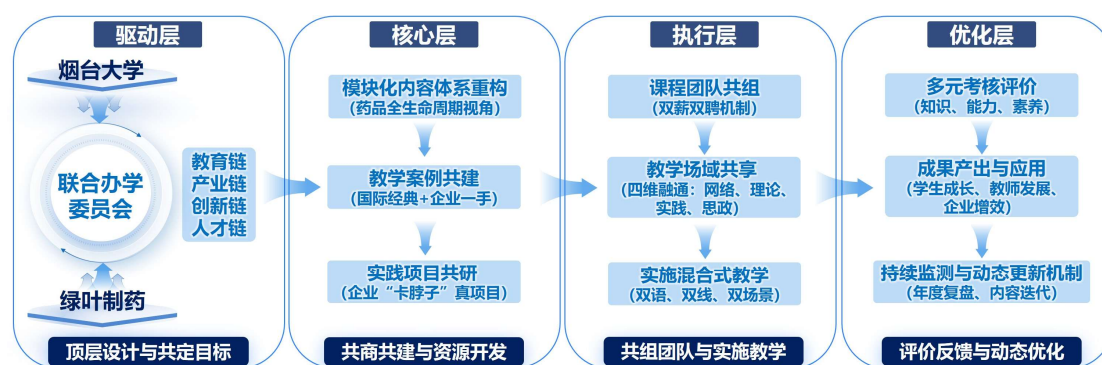 驱动层
烟台大学
联合办学
委员会
教育链
产业链
创新链
人才链
绿叶制药
顶层设计与共定目标
核心层
模块化内容体系重构
(药品全生命周期视角)
教学案例共建
(国际经典+企业一手)
实践项目共研
(企业“卡脖子”真项目)
共商共建与资源开发
执行层
课程团队共组
(双薪双聘机制)
教学场域共享
(四维融通：网络、理论、
实践、思政)
实施混合式教学
(双语、双线、双场景)
共组团队与实施教学
优化层
多元考核评价
(知识、能力、素养)
成果产出与应用
(学生成长、教师发展、
企业增效)
持续监测与动态更新机制
(年度复盘、内容迭代)
评价反馈与动态优化